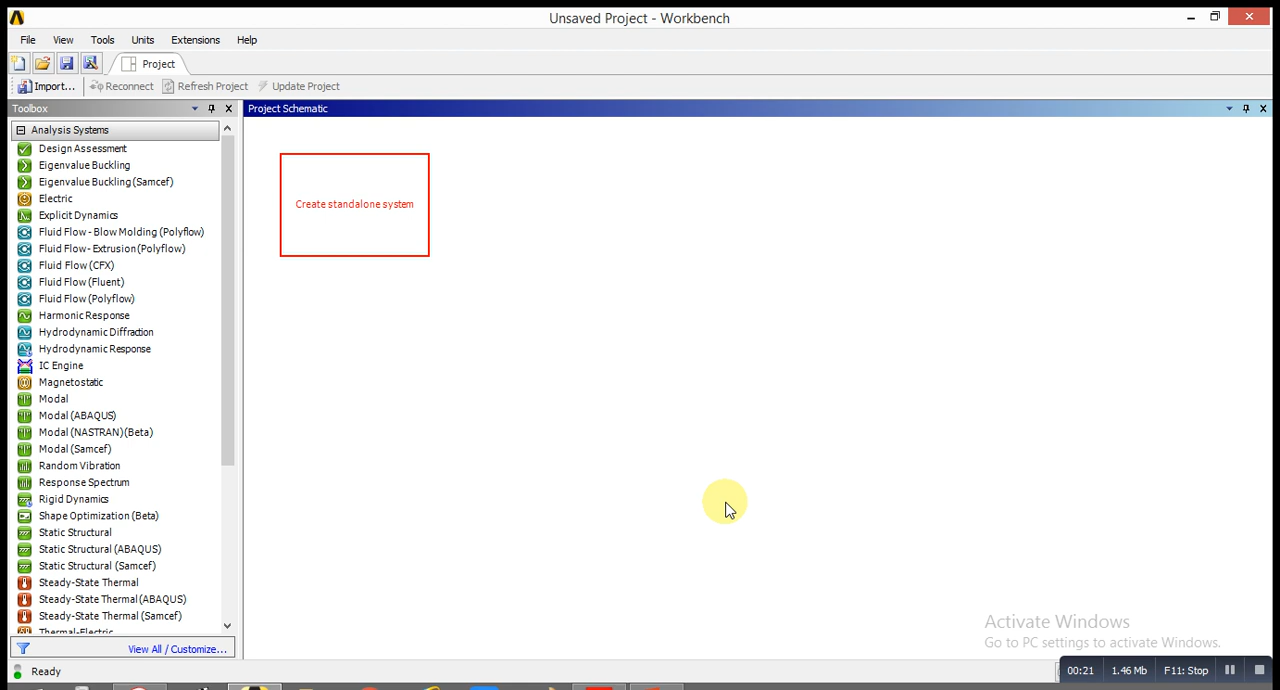 Unsaved Project - Workbench
File View Tools Units Extensions Help
Project
Import... Reconnect Refresh Project Update Project
Toolbox
Project Schematic
Analysis Systems
Design Assessment
Eigenvalue Buckling
Eigenvalue Buckling (Samcef)
Electric
Explicit Dynamics
Fluid Flow - Blow Molding (Polyflow)
Fluid Flow - Extrusion (Polyflow)
Fluid Flow (CFX)
Fluid Flow (Fluent)
Fluid Flow (Polyflow)
Harmonic Response
Hydrodynamic Diffraction
Hydrodynamic Response
IC Engine
Magnetostatic
Modal
Modal (ABAQUS)
Modal (NASTRAN) (Beta)
Modal (Samcef)
Random Vibration
Response Spectrum
Rigid Dynamics
Shape Optimization (Beta)
Static Structural
Static Structural (ABAQUS)
Static Structural (Samcef)
Steady-State Thermal
Steady-State Thermal (ABAQUS)
Steady-State Thermal (Samcef)
Thermal-Electric
View All / Customize...
Create standalone system
Activate Windows
Go to PC settings to activate Windows.
Ready
00:21 1.46 Mb F11: Stop